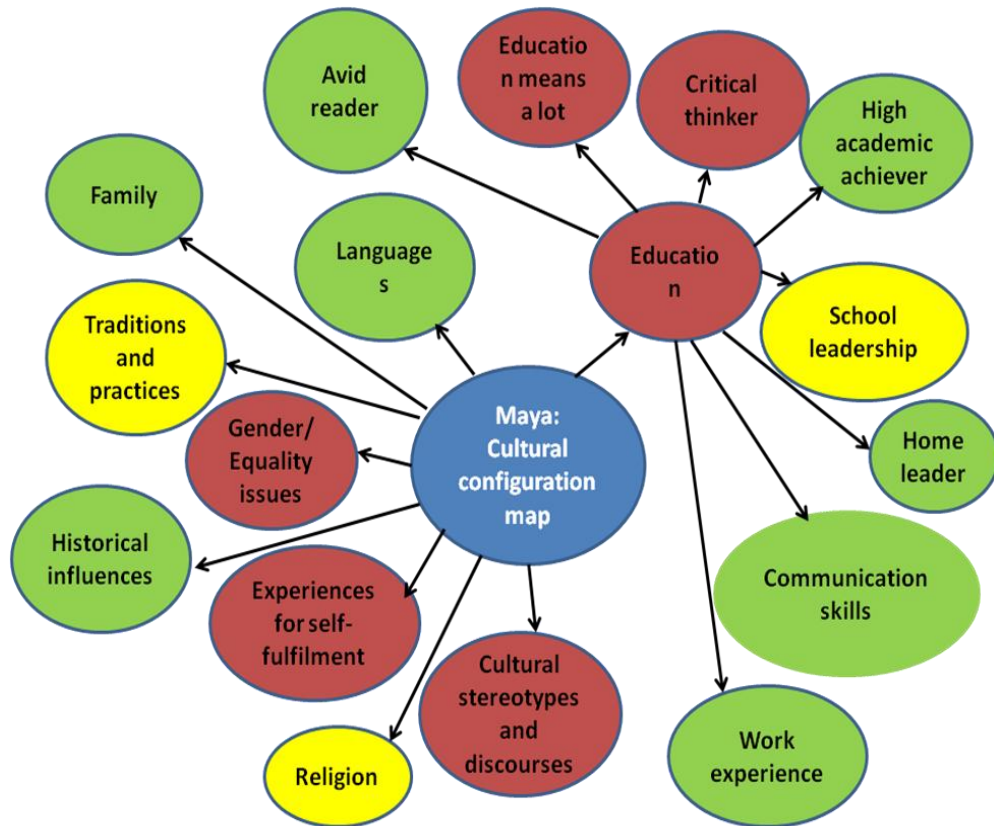 Avid
reader
Educatio
n means
a lot
Critical
thinker
High
academic
achiever
Family
Language
s
Educatio
n
Traditions
and
practices
School
leadership
Maya:
Cultural
configuration
map
Gender/
Equality
issues
Home
leader
Historical
influences
Experiences
for self-
fulfilment
Communication
skills
Cultural
stereotypes
and
discourses
Work
experience
Religion